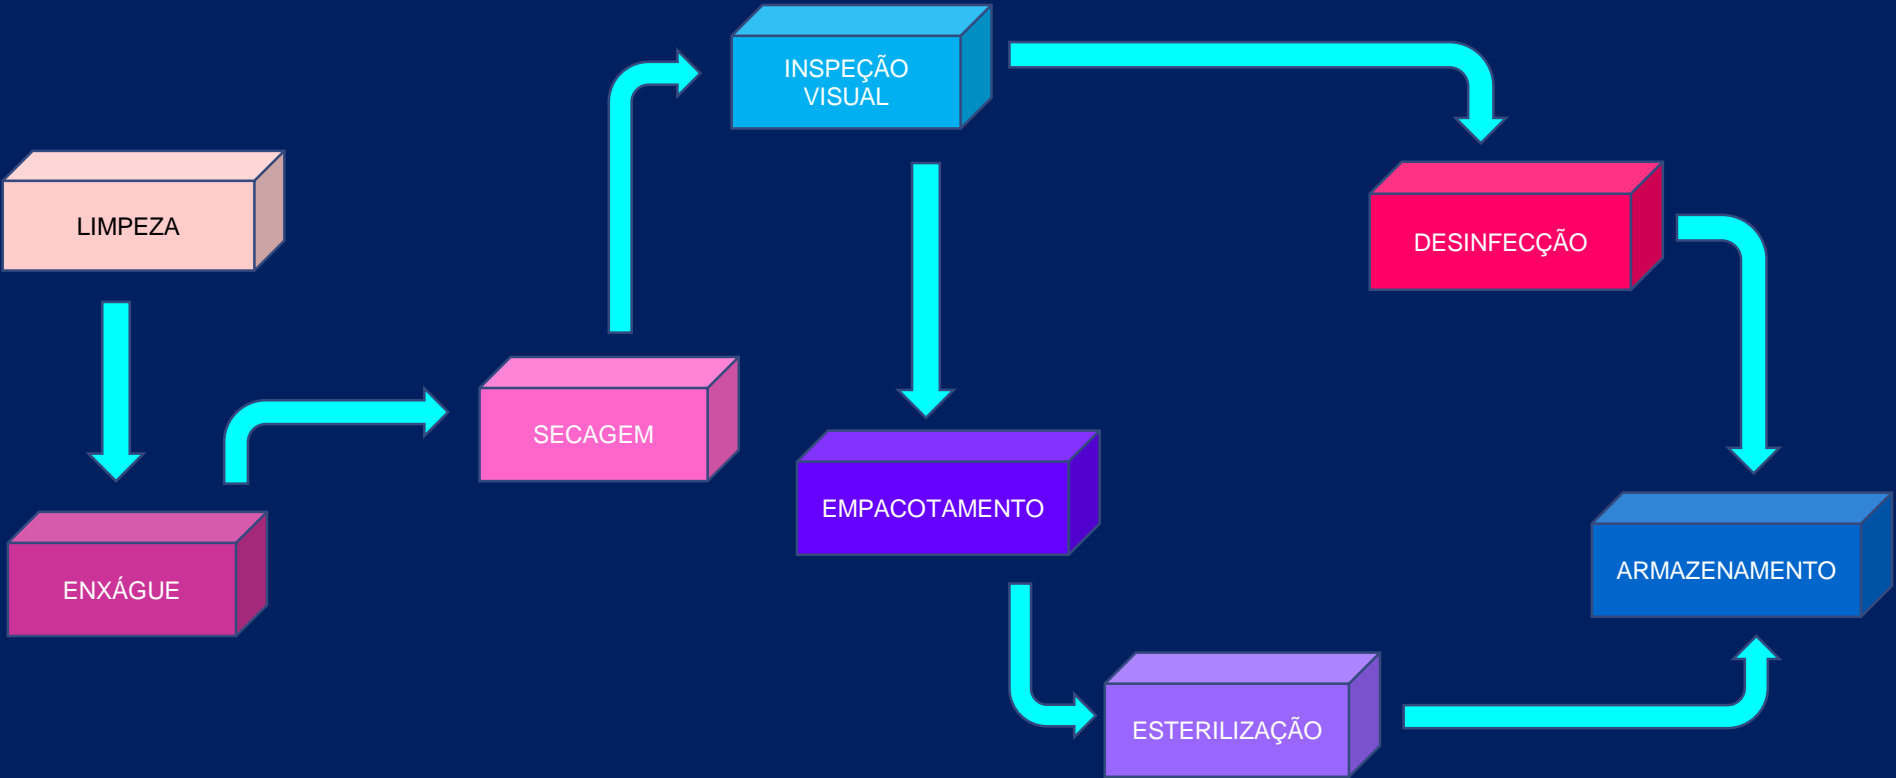 LIMPEZA
ENXÁGUE
SECAGEM
INSPEÇÃO
VISUAL
EMPACOTAMENTO
ESTERILIZAÇÃO
DESINFECÇÃO
ARMAZENAMENTO